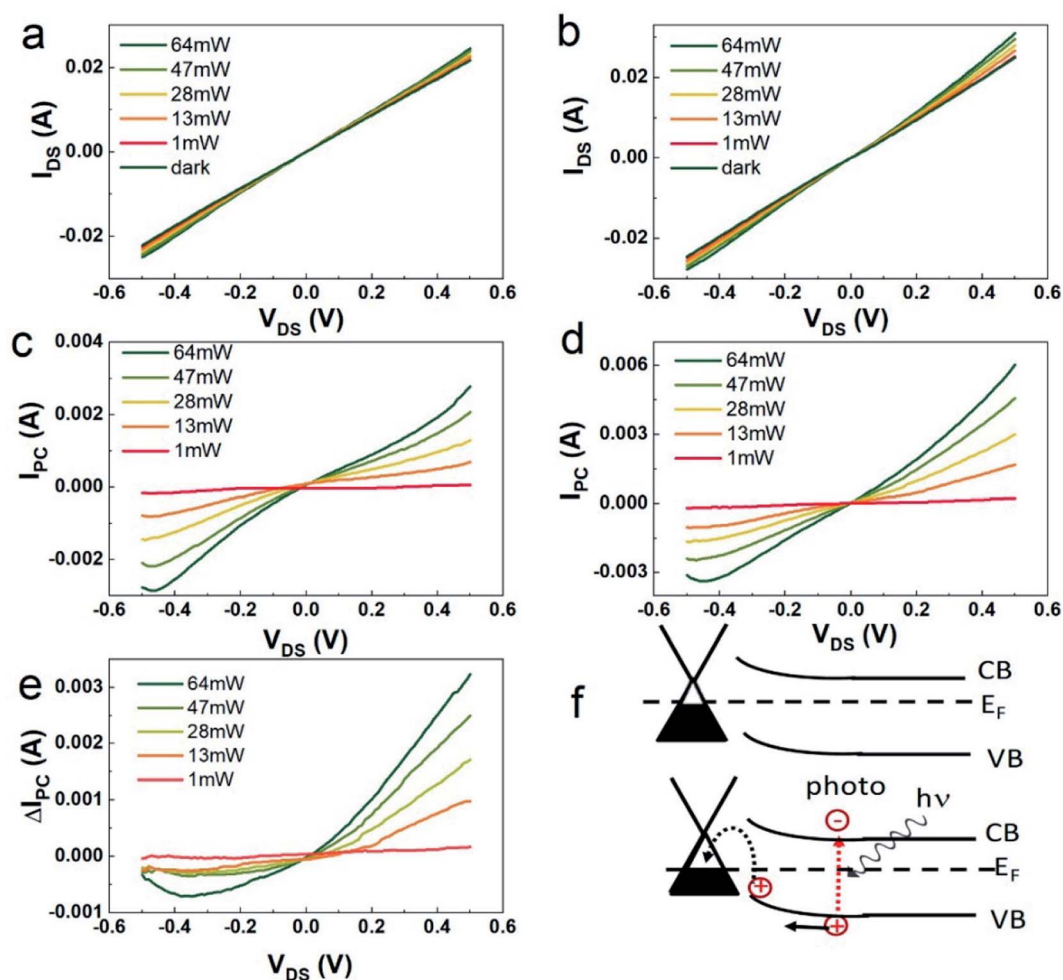 a
64mW
47mW
28mW
13mW
1mW
dark
0.02
0.00
-0.02
I_DS (A)
-0.6 -0.4 -0.2 0.0 0.2 0.4 0.6
V_DS (V)
b
64mW
47mW
28mW
13mW
1mW
dark
0.02
0.00
-0.02
I_DS (A)
-0.6 -0.4 -0.2 0.0 0.2 0.4 0.6
V_DS (V)
c
64mW
47mW
28mW
13mW
1mW
0.004
0.002
0.000
-0.002
I_PC (A)
-0.6 -0.4 -0.2 0.0 0.2 0.4 0.6
V_DS (V)
d
64mW
47mW
28mW
13mW
1mW
0.006
0.003
0.000
-0.003
I_PC (A)
-0.6 -0.4 -0.2 0.0 0.2 0.4 0.6
V_DS (V)
e
64mW
47mW
28mW
13mW
1mW
0.003
0.002
0.001
0.000
-0.001
ΔI_PC (A)
-0.6 -0.4 -0.2 0.0 0.2 0.4 0.6
V_DS (V)
f
CB
E_F
VB
photo
hν
CB
E_F
VB